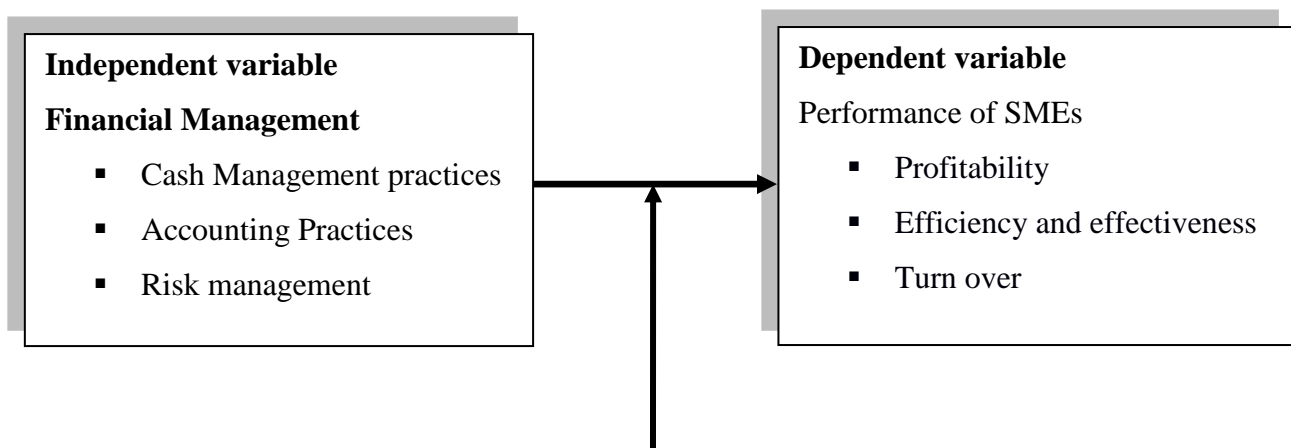 Independent variable
Financial Management
▪ Cash Management practices
▪ Accounting Practices
▪ Risk management
Dependent variable
Performance of SMEs
▪ Profitability
▪ Efficiency and effectiveness
▪ Turn over